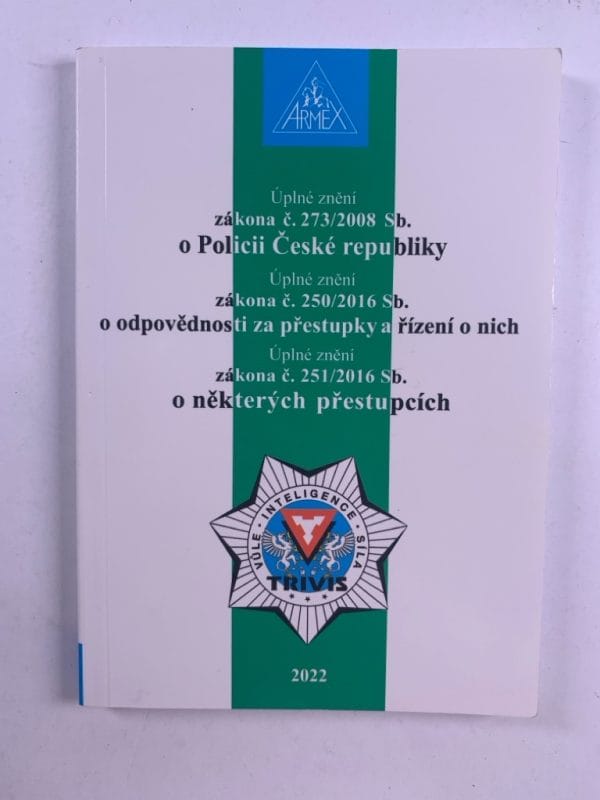 ARMEX
Úplné znění
zákona č. 273/2008 Sb.
o Policii České republiky
Úplné znění
zákona č. 250/2016 Sb.
o odpovědnosti za přestupky a řízení o nich
Úplné znění
zákona č. 251/2016 Sb.
o některých přestupcích
VŮLE · INTELIGENCE · SÍLA
TRIVIS
2022